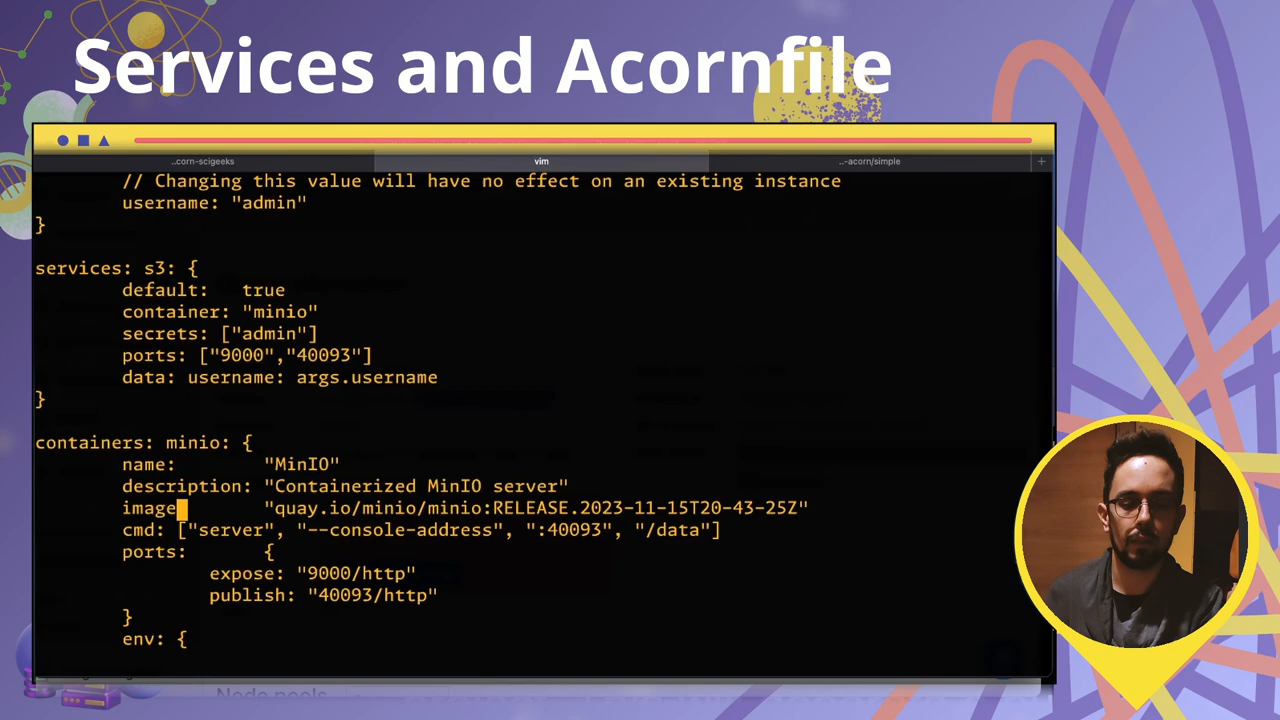 Services and Acornfile
..corn-scigeeks
vim
..-acorn/simple
+
// Changing this value will have no effect on an existing instance
username: "admin"
}
services: s3: {
default:   true
container: "minio"
secrets: ["admin"]
ports: ["9000","40093"]
data: username: args.username
}
containers: minio: {
name:        "MinIO"
description: "Containerized MinIO server"
image        "quay.io/minio/minio:RELEASE.2023-11-15T20-43-25Z"
cmd: ["server", "--console-address", ":40093", "/data"]
ports:       {
expose: "9000/http"
publish: "40093/http"
}
env: {
Node pools